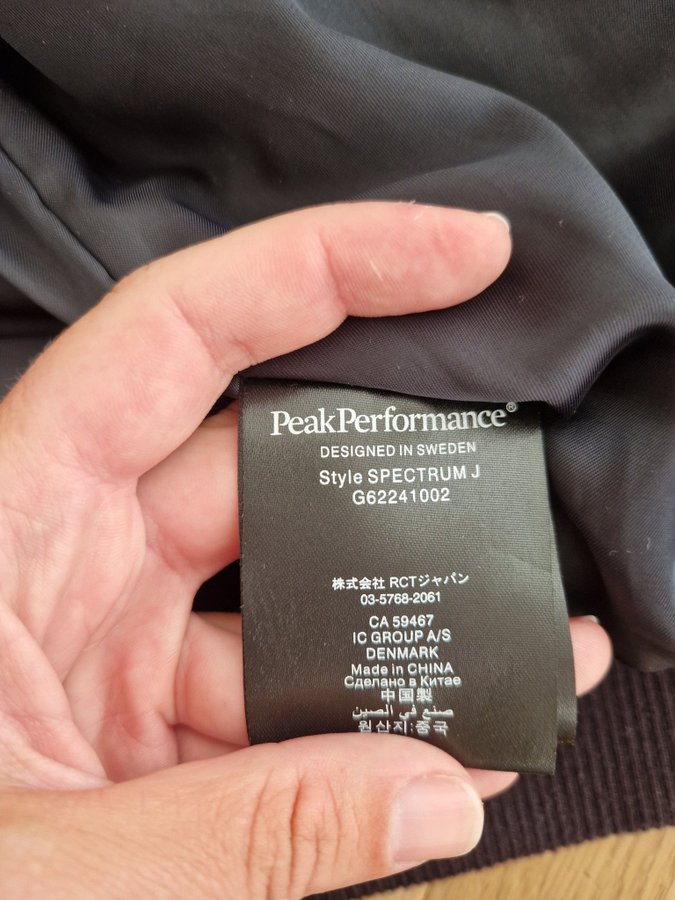 PeakPerformance®
DESIGNED IN SWEDEN
Style SPECTRUM J
G62241002
株式会社 RCTジャパン
03-5768-2061
CA 59467
IC GROUP A/S
DENMARK
Made in CHINA
Сделано в Китае
中国製
صنع في الصين
원산지:중국